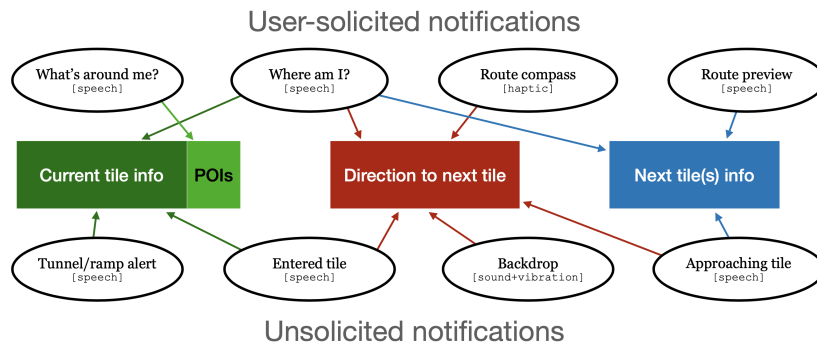 User-solicited notifications
What's around me?
[speech]
Where am I?
[speech]
Route compass
[haptic]
Route preview
[speech]
Current tile info
POIs
Direction to next tile
Next tile(s) info
Tunnel/ramp alert
[speech]
Entered tile
[speech]
Backdrop
[sound+vibration]
Approaching tile
[speech]
Unsolicited notifications